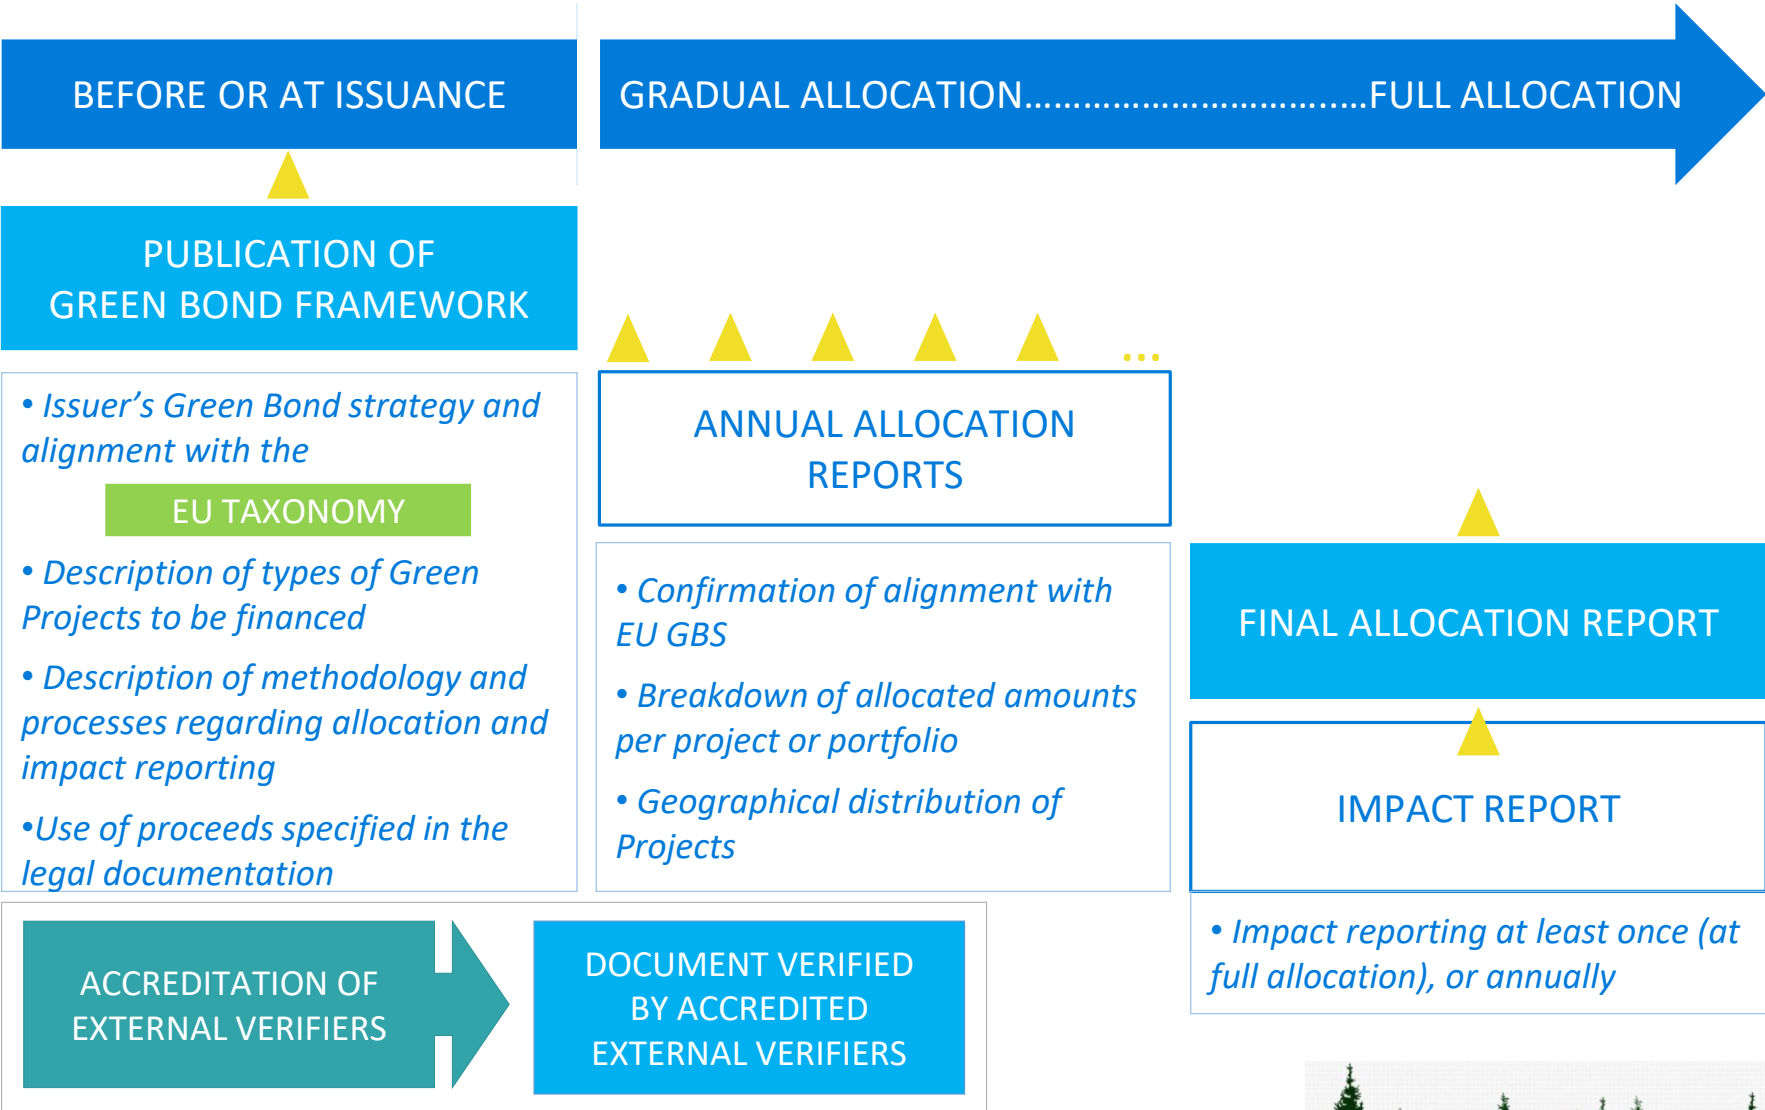 BEFORE OR AT ISSUANCE
GRADUAL ALLOCATION……………………………..…FULL ALLOCATION
PUBLICATION OF
GREEN BOND FRAMEWORK
• Issuer’s Green Bond strategy and
alignment with the
EU TAXONOMY
• Description of types of Green
Projects to be financed
• Description of methodology and
processes regarding allocation and
impact reporting
•Use of proceeds specified in the
legal documentation
...
ANNUAL ALLOCATION
REPORTS
• Confirmation of alignment with
EU GBS
• Breakdown of allocated amounts
per project or portfolio
• Geographical distribution of
Projects
FINAL ALLOCATION REPORT
IMPACT REPORT
• Impact reporting at least once (at
full allocation), or annually
ACCREDITATION OF
EXTERNAL VERIFIERS
DOCUMENT VERIFIED
BY ACCREDITED
EXTERNAL VERIFIERS